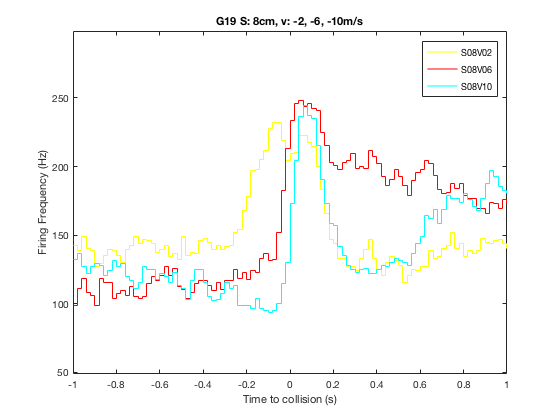 G19 S: 8cm, v: -2, -6, -10m/s
S08V02
S08V06
S08V10
Firing Frequency (Hz)
250
200
150
100
50
-1 -0.8 -0.6 -0.4 -0.2 0 0.2 0.4 0.6 0.8 1
Time to collision (s)